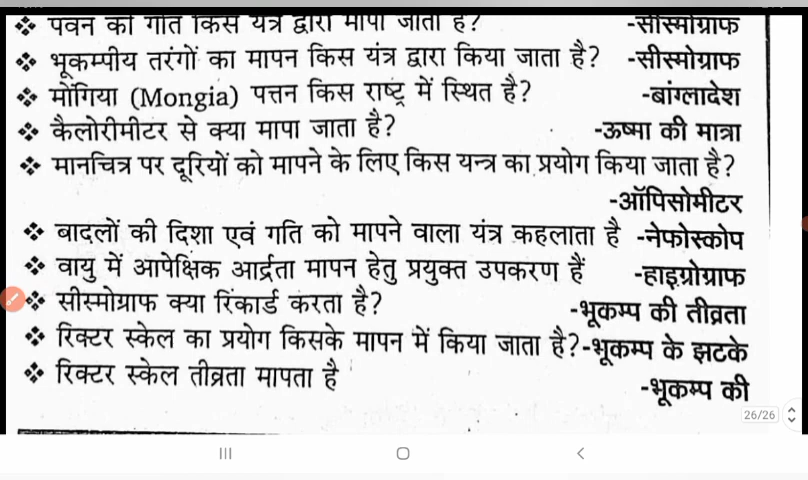 ❖ पवन की गति किस यंत्र द्वारा मापी जाती है? -सीस्मोग्राफ
❖ भूकम्पीय तरंगों का मापन किस यंत्र द्वारा किया जाता है? -सीस्मोग्राफ
❖ मोंगिया (Mongia) पत्तन किस राष्ट्र में स्थित है? -बांग्लादेश
❖ कैलोरीमीटर से क्या मापा जाता है? -ऊष्मा की मात्रा
❖ मानचित्र पर दूरियों को मापने के लिए किस यन्त्र का प्रयोग किया जाता है?
-ऑपिसोमीटर
❖ बादलों की दिशा एवं गति को मापने वाला यंत्र कहलाता है -नेफोस्कोप
❖ वायु में आपेक्षिक आर्द्रता मापन हेतु प्रयुक्त उपकरण हैं -हाइग्रोग्राफ
❖ सीस्मोग्राफ क्या रिकार्ड करता है? -भूकम्प की तीव्रता
❖ रिक्टर स्केल का प्रयोग किसके मापन में किया जाता है?-भूकम्प के झटके
❖ रिक्टर स्केल तीव्रता मापता है -भूकम्प की
26/26